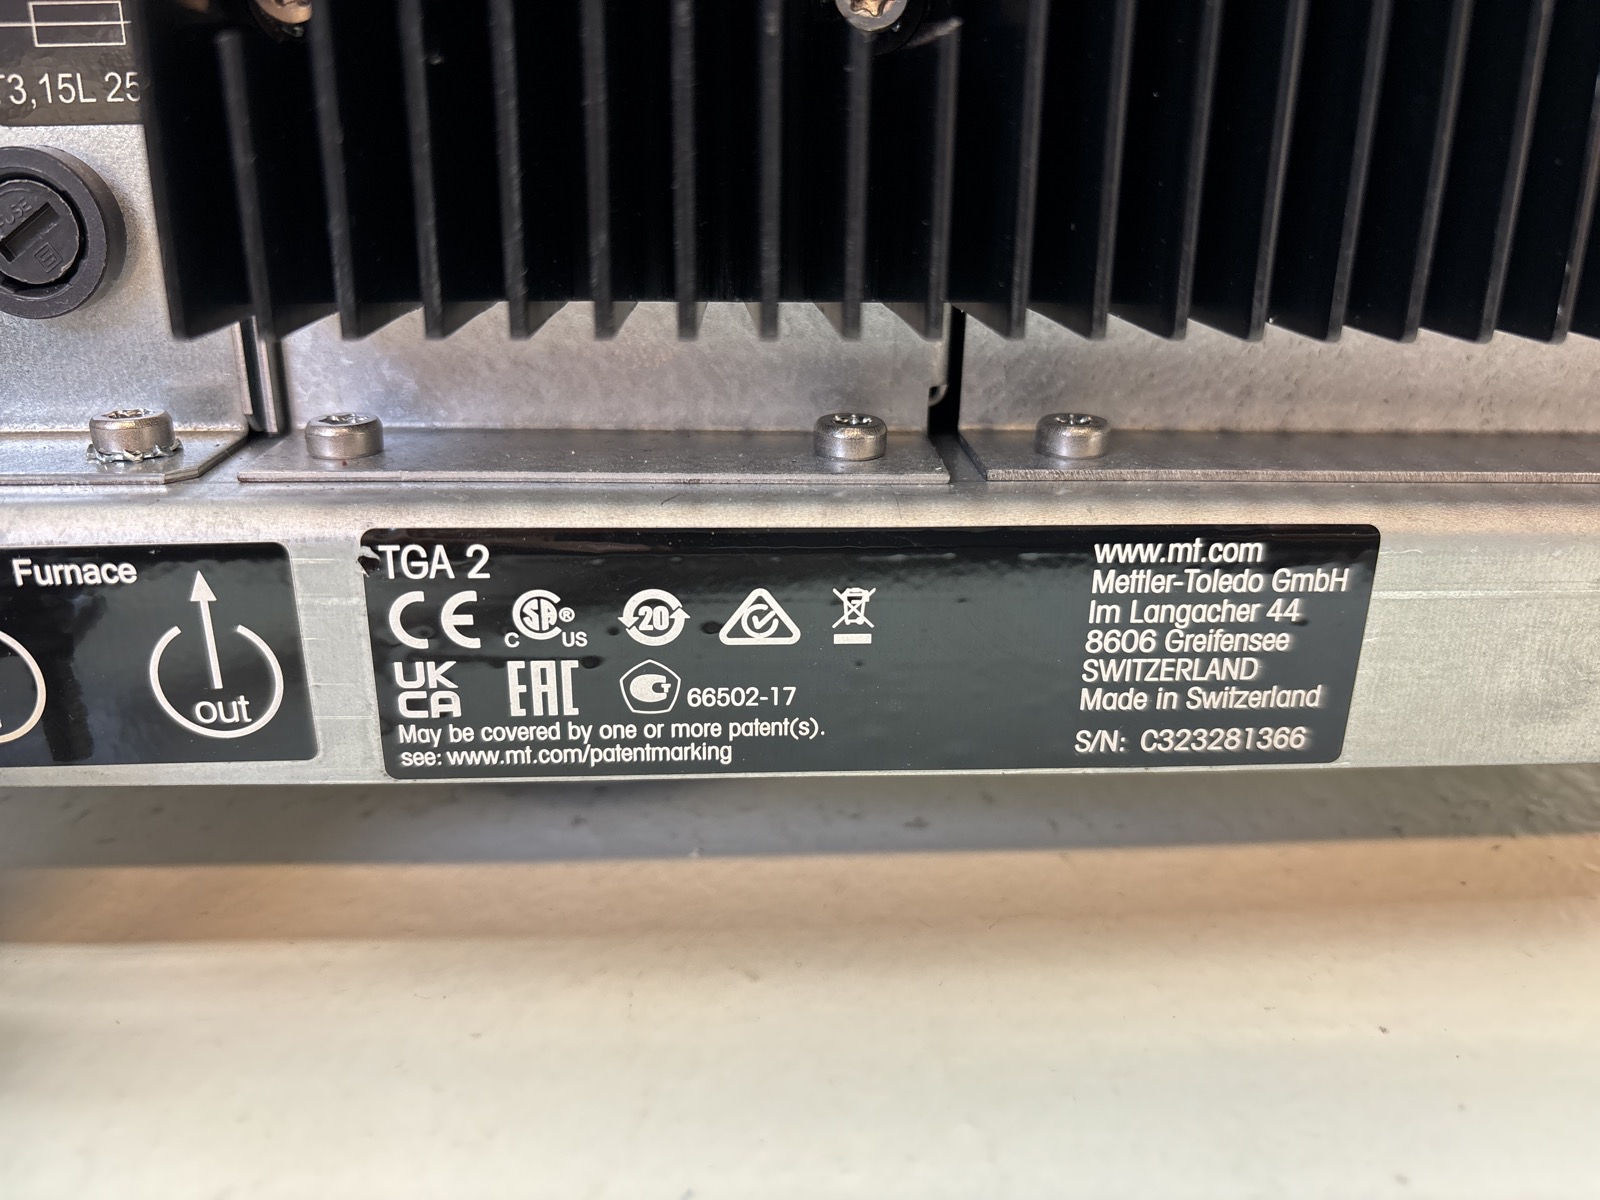 T3,15L 25
FUSE
Furnace
out
TGA 2
CE
C SA® US
20
UK
CA
EAC
66502-17
May be covered by one or more patent(s).
see: www.mt.com/patentmarking
www.mt.com
Mettler-Toledo GmbH
Im Langacher 44
8606 Greifensee
SWITZERLAND
Made in Switzerland
S/N: C323281366